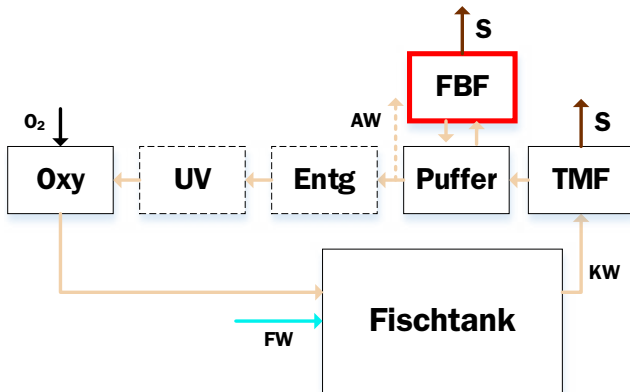 S
FBF
S
O₂
AW
Oxy
UV
Entg
Puffer
TMF
KW
Fischtank
FW